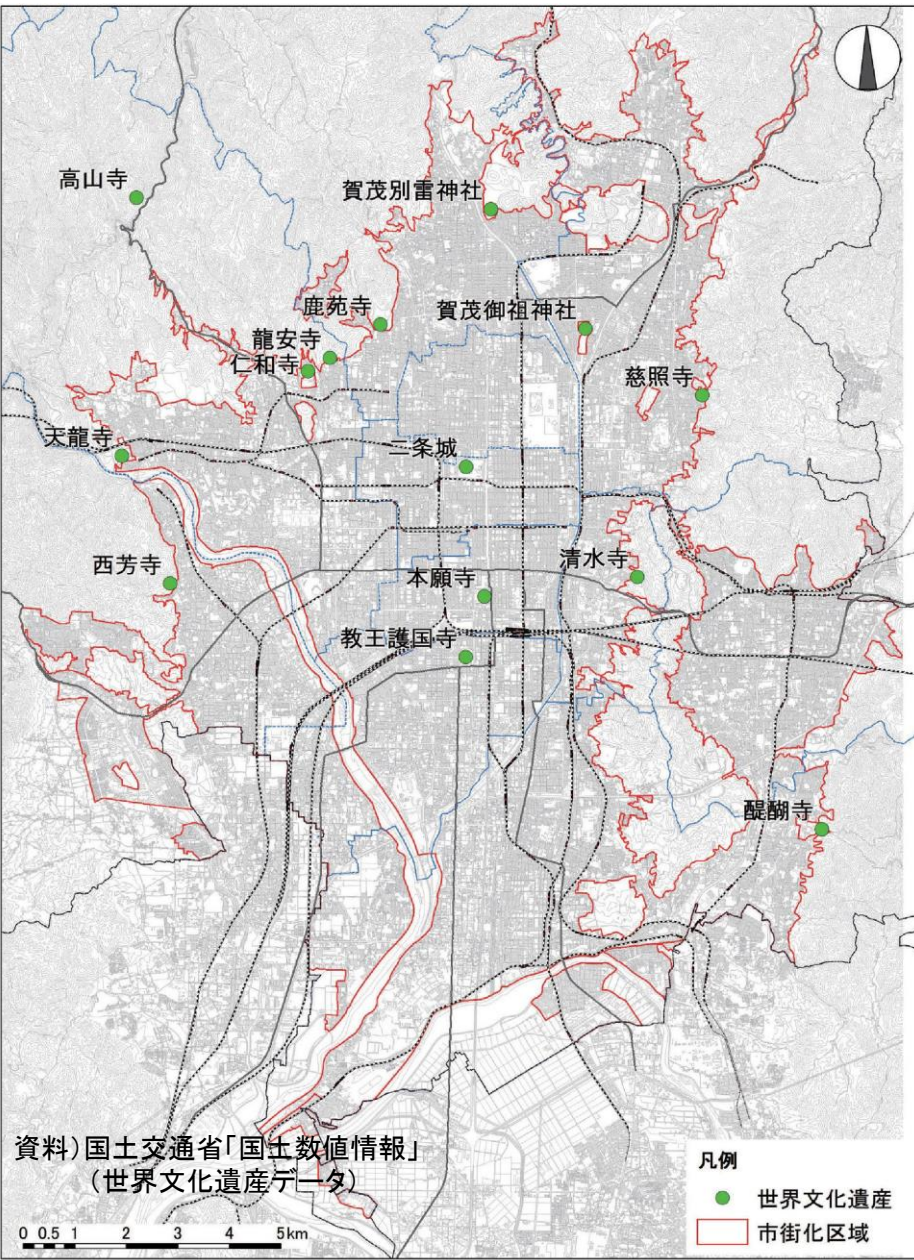 高山寺
賀茂別雷神社
鹿苑寺
賀茂御祖神社
龍安寺
仁和寺
慈照寺
天龍寺
二条城
西芳寺
本願寺
清水寺
教王護国寺
醍醐寺
資料)国土交通省「国土数値情報」
(世界文化遺産データ)
凡例
世界文化遺産
市街化区域
0 0.5 1 2 3 4 5km